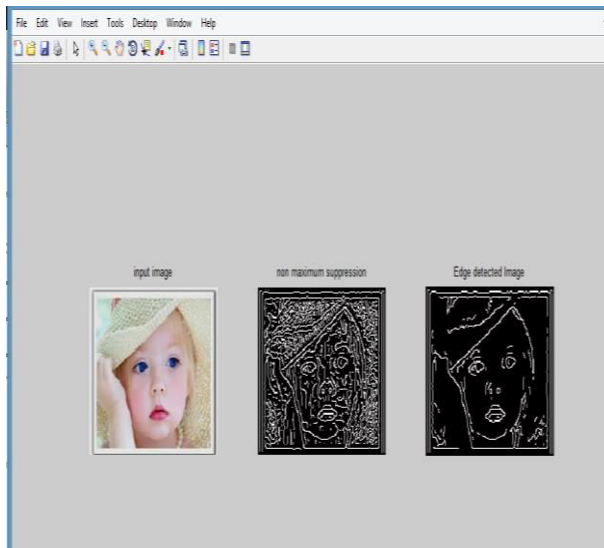 File Edit View Insert Tools Desktop Window Help
input image non maximum suppression Edge detected Image